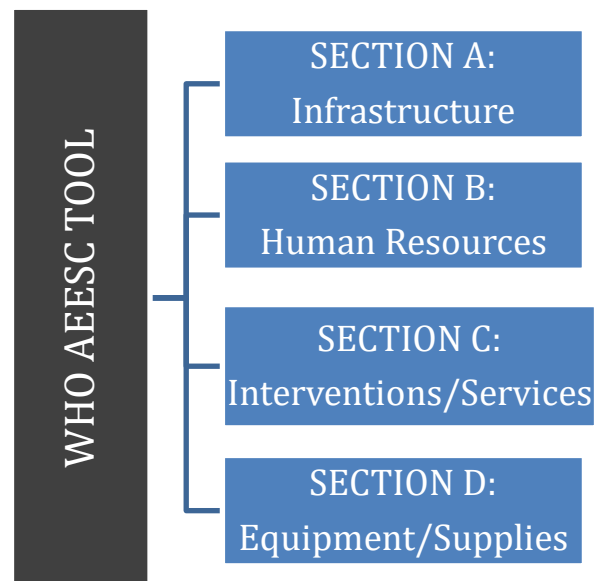 WHO AEESC TOOL
SECTION A:
Infrastructure
SECTION B:
Human Resources
SECTION C:
Interventions/Services
SECTION D:
Equipment/Supplies